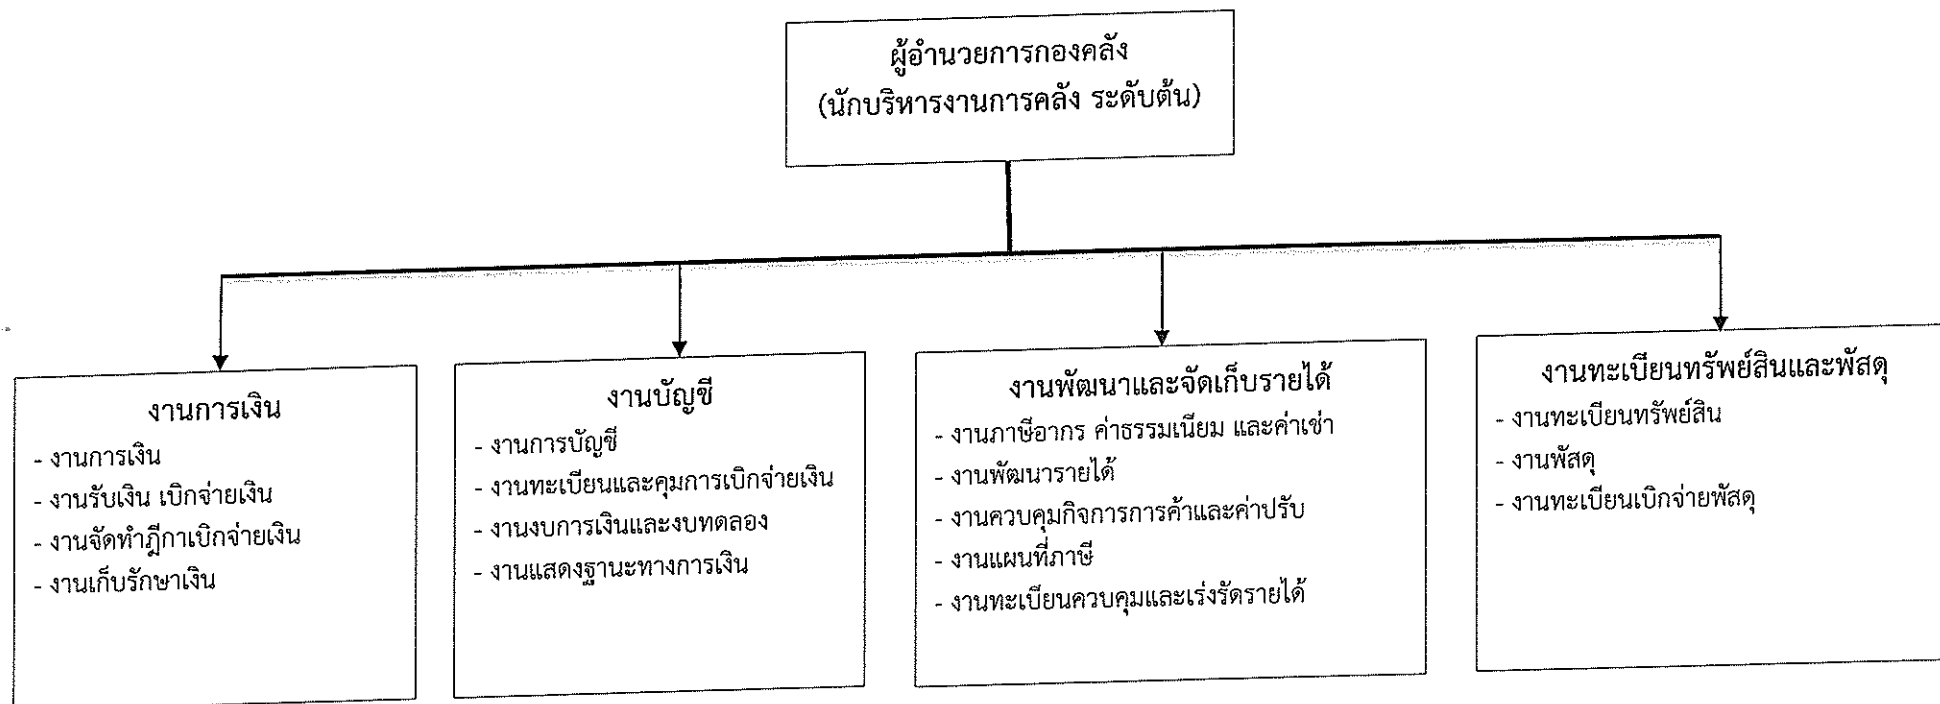 ผู้อำนวยการกองคลัง
(นักบริหารงานการคลัง ระดับต้น)
งานการเงิน
- งานการเงิน
- งานรับเงิน เบิกจ่ายเงิน
- งานจัดทำฎีกาเบิกจ่ายเงิน
- งานเก็บรักษาเงิน
งานบัญชี
- งานการบัญชี
- งานทะเบียนและคุมการเบิกจ่ายเงิน
- งานงบการเงินและงบทดลอง
- งานแสดงฐานะทางการเงิน
งานพัฒนาและจัดเก็บรายได้
- งานภาษีอากร ค่าธรรมเนียม และค่าเช่า
- งานพัฒนารายได้
- งานควบคุมกิจการการค้าและค่าปรับ
- งานแผนที่ภาษี
- งานทะเบียนควบคุมและเร่งรัดรายได้
งานทะเบียนทรัพย์สินและพัสดุ
- งานทะเบียนทรัพย์สิน
- งานพัสดุ
- งานทะเบียนเบิกจ่ายพัสดุ